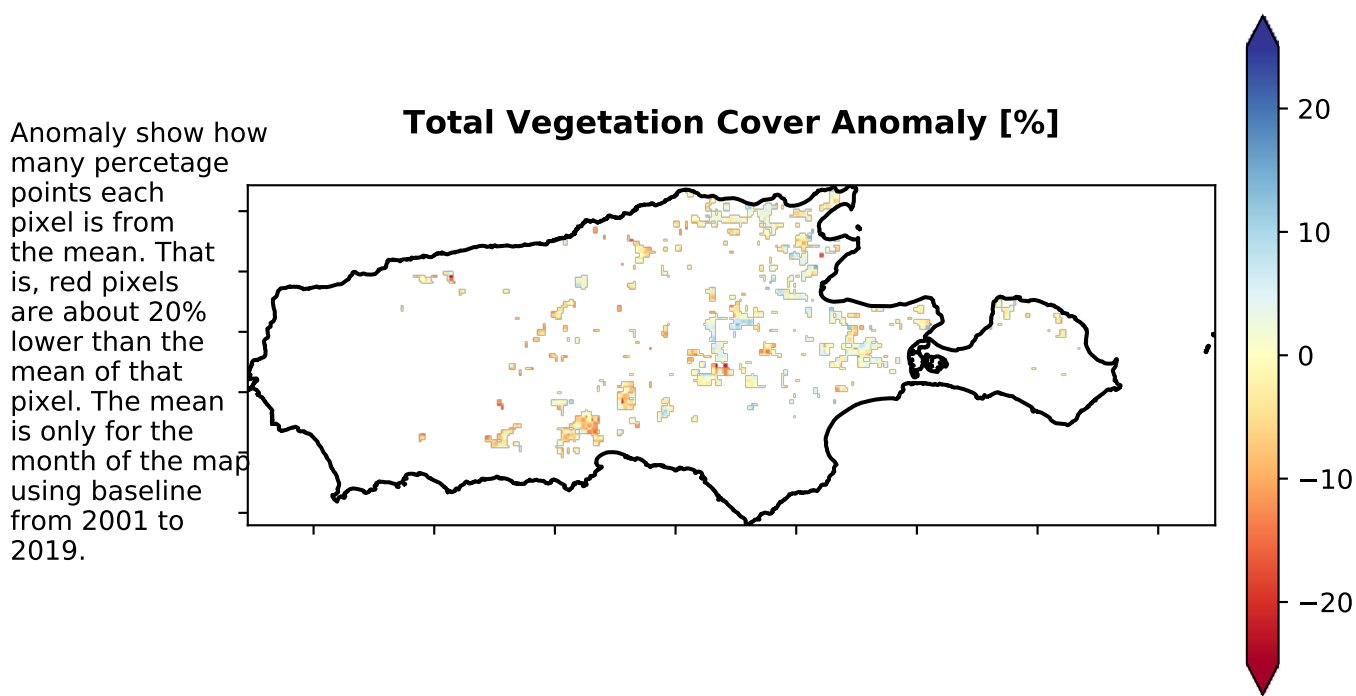 Total Vegetation Cover Anomaly [%]
Anomaly show how
many percetage
points each
pixel is from
the mean. That
is, red pixels
are about 20%
lower than the
mean of that
pixel. The mean
is only for the
month of the map
using baseline
from 2001 to
2019.
20
10
0
−10
−20